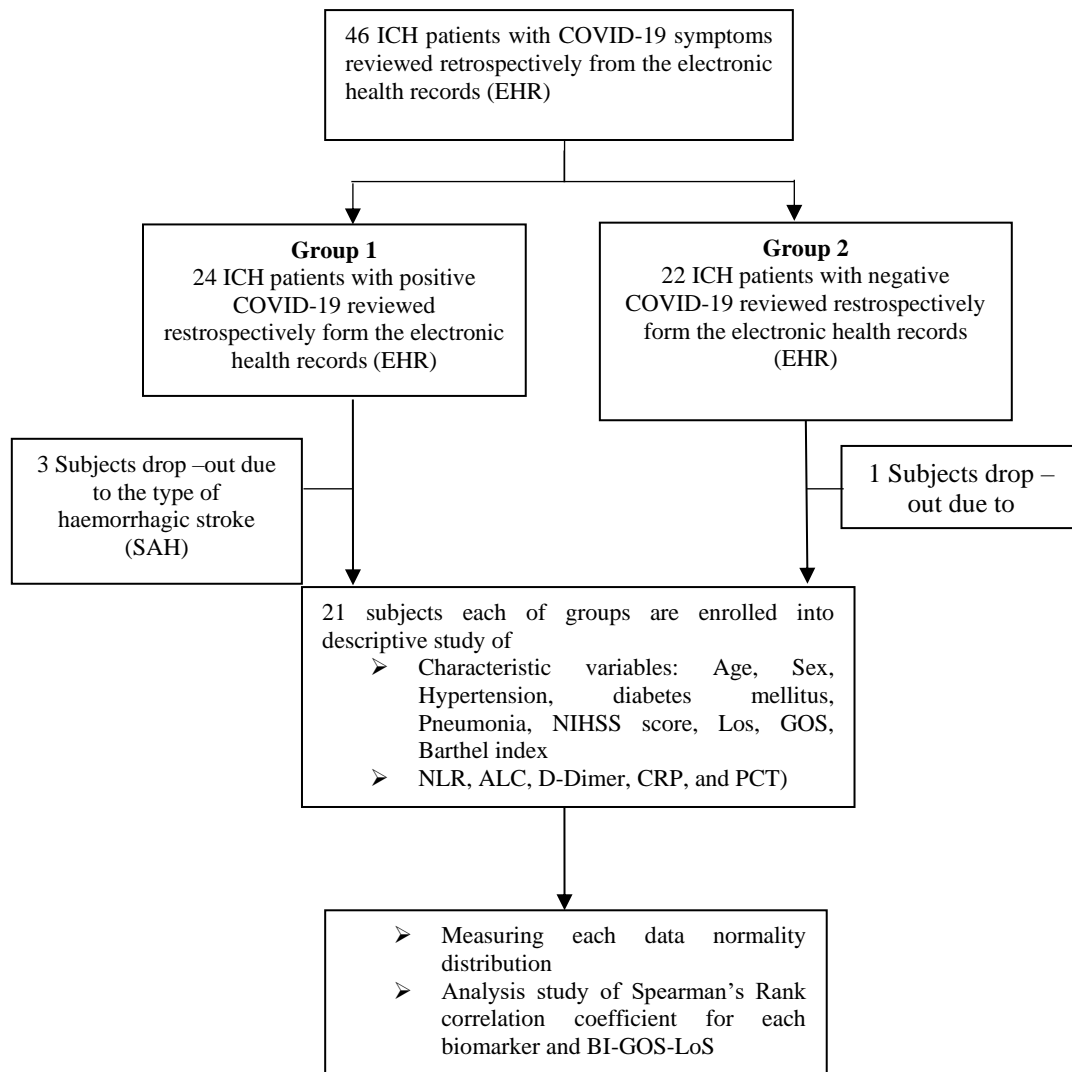 46 ICH patients with COVID-19 symptoms
reviewed retrospectively from the electronic
health records (EHR)
Group 1
24 ICH patients with positive
COVID-19 reviewed
restrospectively form the electronic
health records (EHR)
Group 2
22 ICH patients with negative
COVID-19 reviewed restrospectively
form the electronic health records
(EHR)
3 Subjects drop –out due
to the type of
haemorrhagic stroke
(SAH)
1 Subjects drop –
out due to
21 subjects each of groups are enrolled into
descriptive study of
➢ Characteristic variables: Age, Sex,
Hypertension, diabetes mellitus,
Pneumonia, NIHSS score, Los, GOS,
Barthel index
➢ NLR, ALC, D-Dimer, CRP, and PCT)
➢ Measuring each data normality
distribution
➢ Analysis study of Spearman’s Rank
correlation coefficient for each
biomarker and BI-GOS-LoS